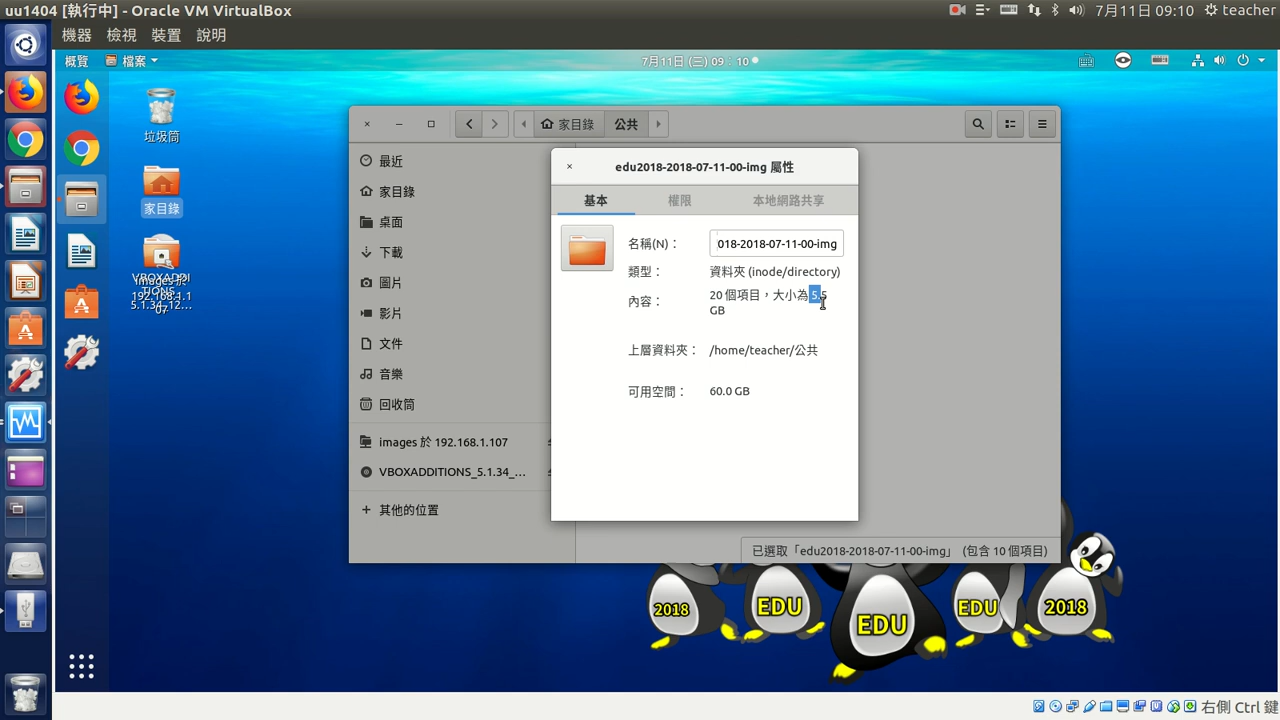 uu1404 [執行中] - Oracle VM VirtualBox
7月11日 09:10
teacher
機器 檢視 裝置 說明
概覽 檔案
7月11日 (三) 09：10
垃圾筒
家目錄
家目錄 公共
最近
家目錄
桌面
下載
圖片
影片
文件
音樂
回收筒
images 於 192.168.1.107
VBOXADDITIONS_5.1.34_...
其他的位置
edu2018-2018-07-11-00-img 屬性
基本 權限 本地網路共享
名稱(N)： 018-2018-07-11-00-img
類型： 資料夾 (inode/directory)
內容： 20 個項目，大小為 5.5
GB
上層資料夾： /home/teacher/公共
可用空間： 60.0 GB
已選取「edu2018-2018-07-11-00-img」 (包含 10 個項目)
2018 EDU EDU EDU 2018
右側 Ctrl 鍵